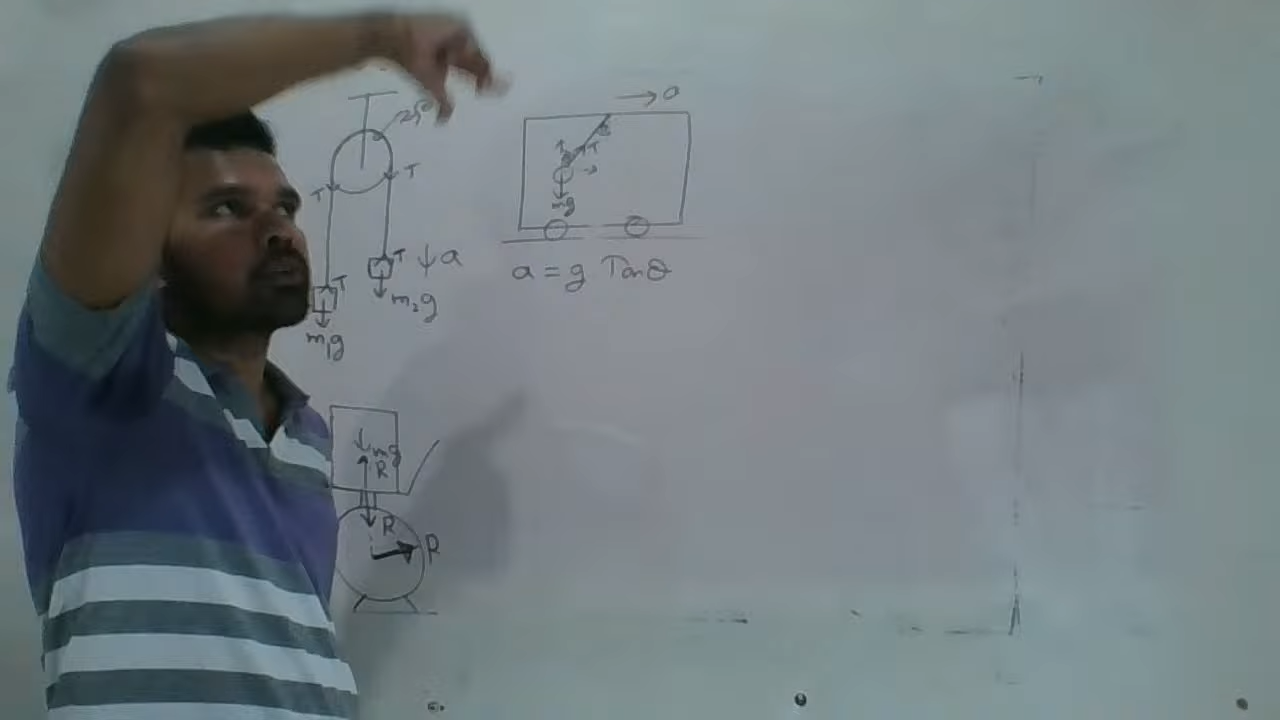 T T
T
T ↓ a
m₂g
m₁g
→ a
T
mg
a = g Tanθ
mg
R
R
R